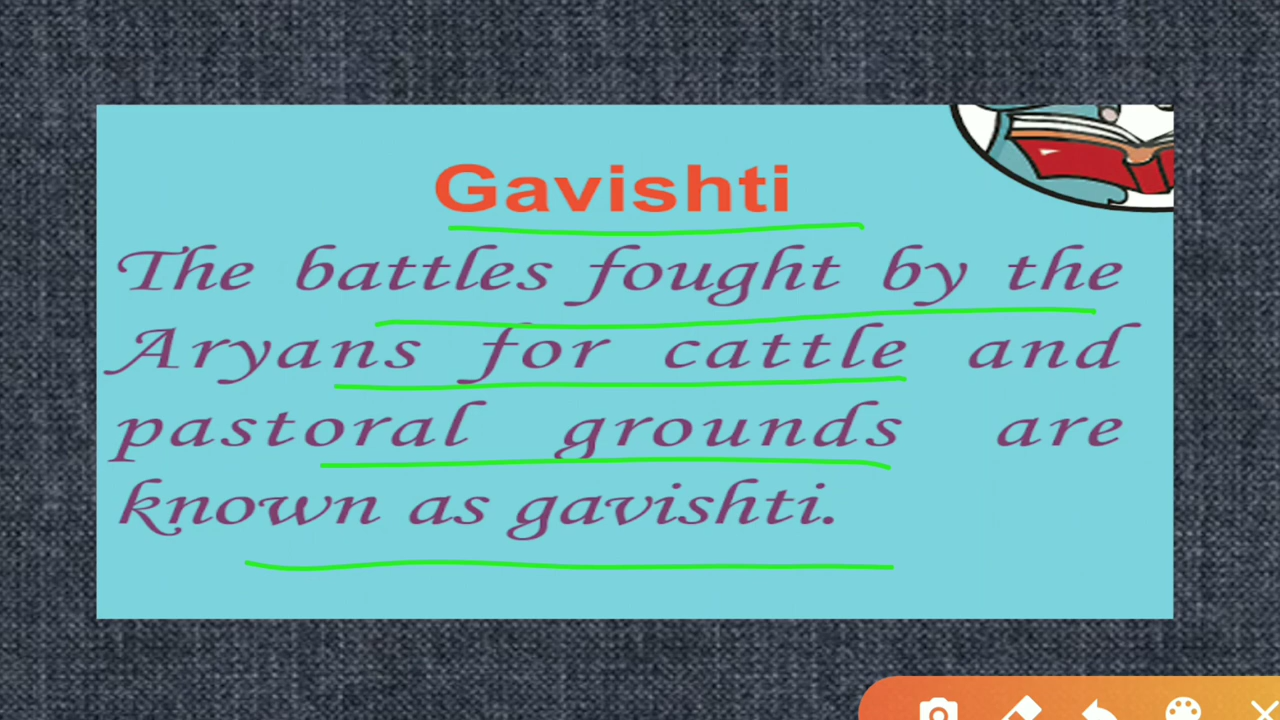 Gavishti
The battles fought by the
Aryans for cattle and
pastoral grounds are
known as gavishti.